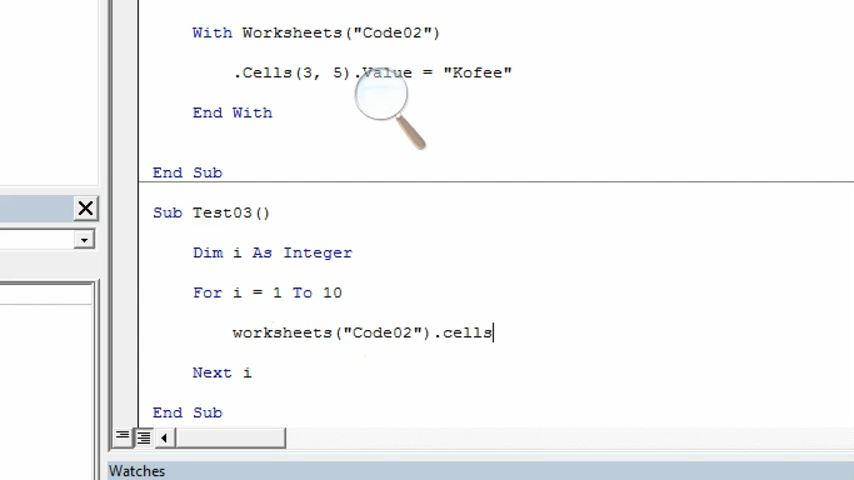 With Worksheets("Code02")
.Cells(3, 5).Value = "Kofee"
End With
End Sub
Sub Test03()
Dim i As Integer
For i = 1 To 10
worksheets("Code02").cells
Next i
End Sub
Watches